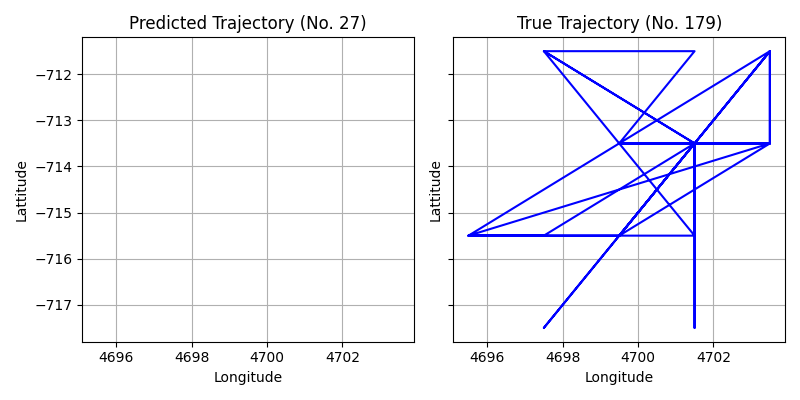 Predicted Trajectory (No. 27)
True Trajectory (No. 179)
−712
−713
−714
−715
−716
−717
Lattitude
Lattitude
4696 4698 4700 4702
4696 4698 4700 4702
Longitude
Longitude